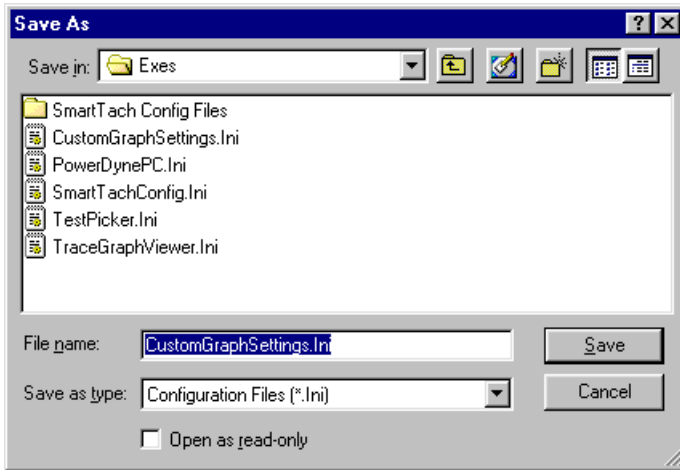 Save As
Save in: Exes
SmartTach Config Files
CustomGraphSettings.Ini
PowerDynePC.Ini
SmartTachConfig.Ini
TestPicker.Ini
TraceGraphViewer.Ini
File name: CustomGraphSettings.Ini Save
Save as type: Configuration Files (*.Ini) Cancel
Open as read-only